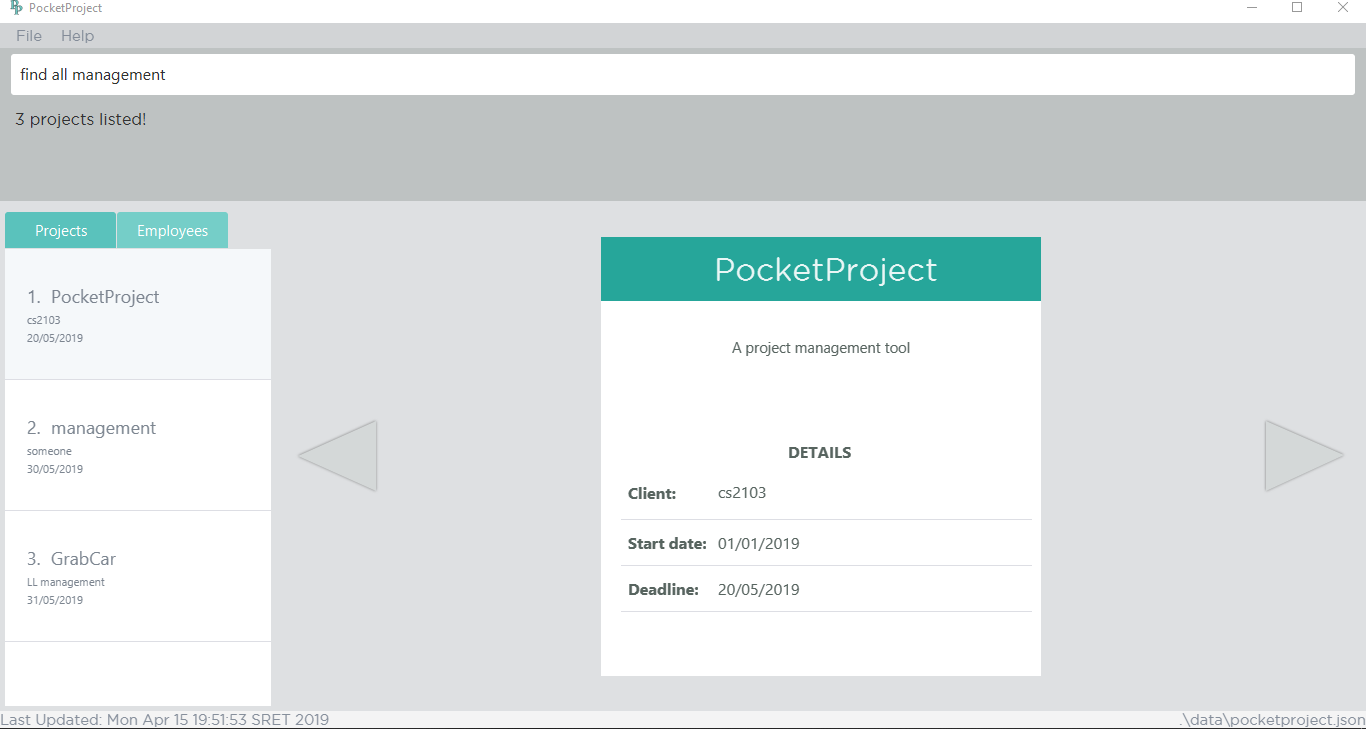 PocketProject
File Help
find all management
3 projects listed!
Projects Employees
1. PocketProject
cs2103
20/05/2019
2. management
someone
30/05/2019
3. GrabCar
LL management
31/05/2019
PocketProject
A project management tool
DETAILS
Client: cs2103
Start date: 01/01/2019
Deadline: 20/05/2019
Last Updated: Mon Apr 15 19:51:53 SRET 2019
.\data\pocketproject.json